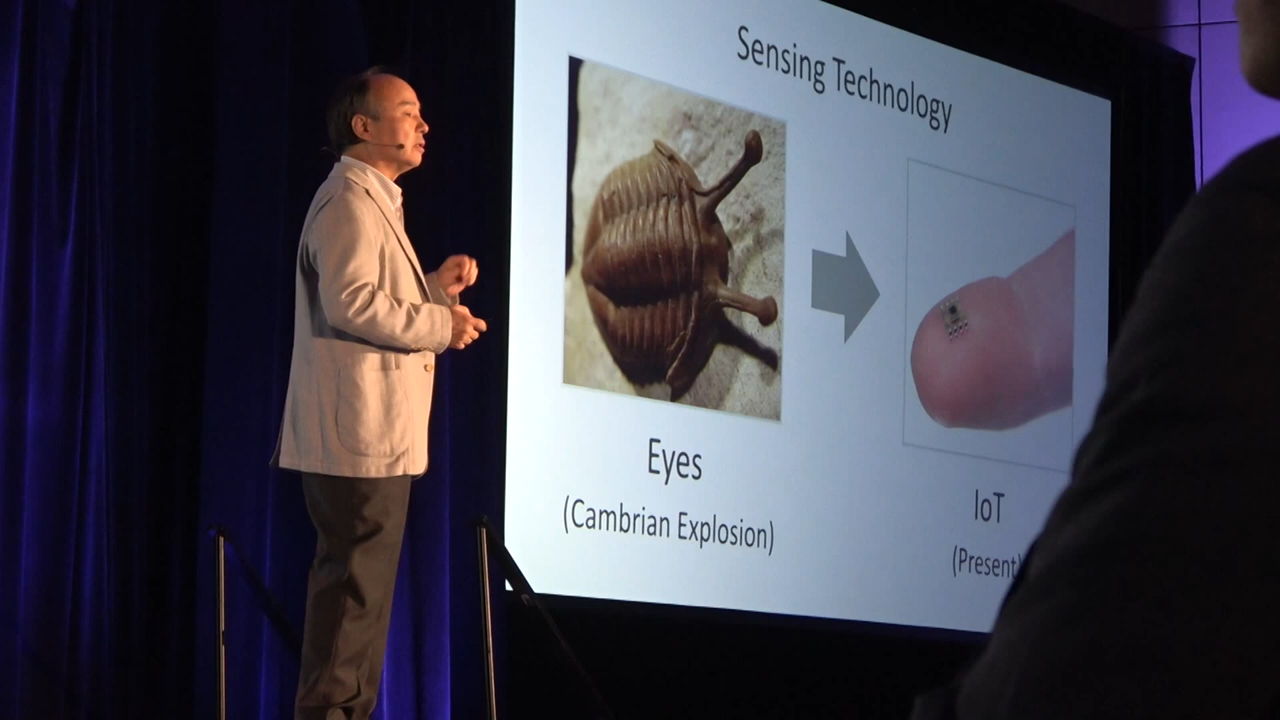 Sensing Technology
Eyes
(Cambrian Explosion)
IoT
(Present)